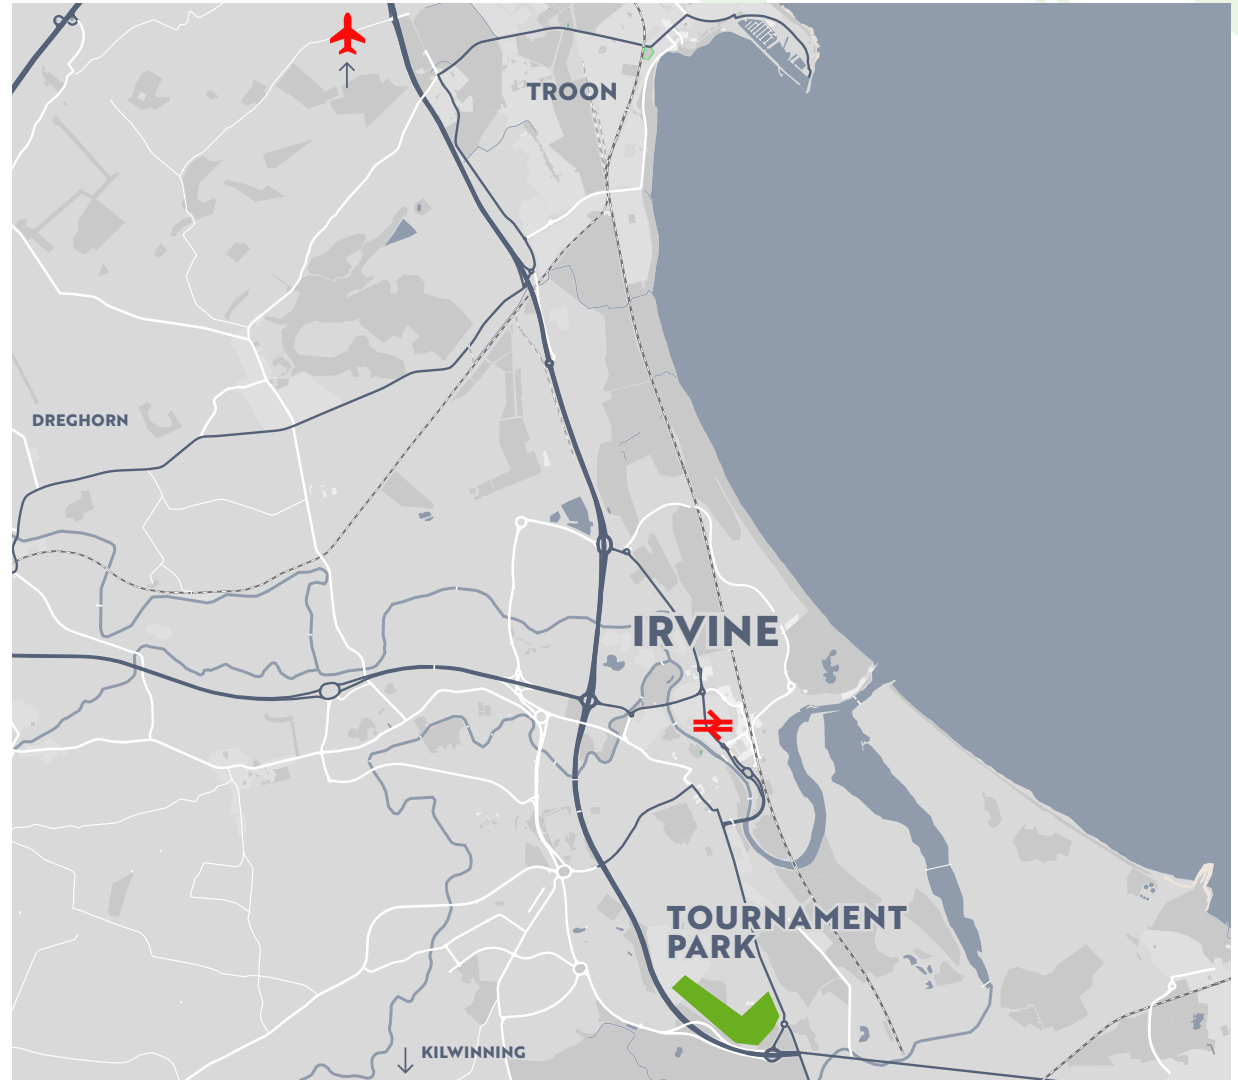 TROON
DREGHORN
IRVINE
TOURNAMENT
PARK
KILWINNING